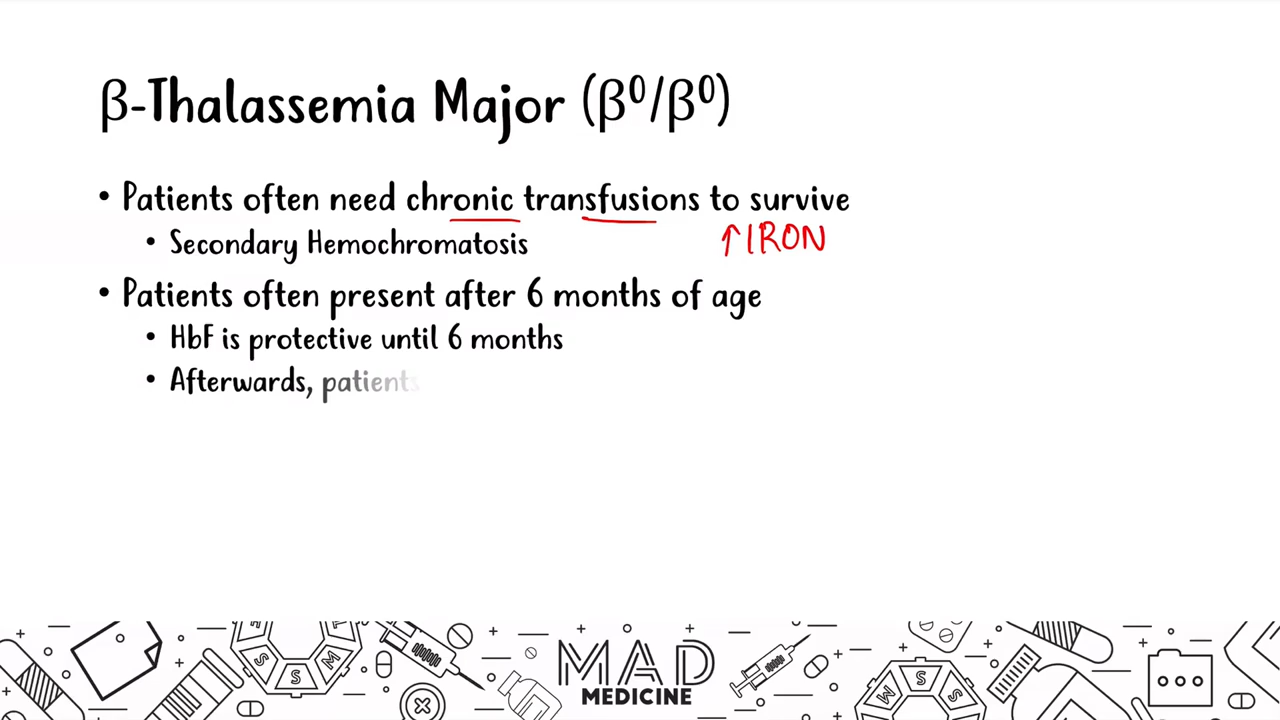 β-Thalassemia Major (β⁰/β⁰)
• Patients often need chronic transfusions to survive
• Secondary Hemochromatosis
↑IRON
• Patients often present after 6 months of age
• HbF is protective until 6 months
• Afterwards, patients
S
S
M
MAD
MEDICINE
M
S
S